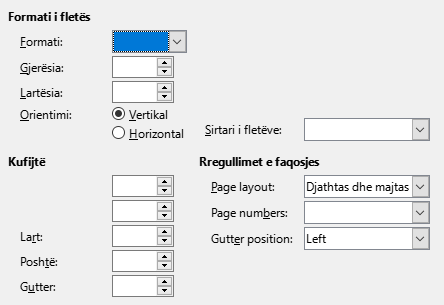 Formati i fletës
Formati:
Gjerësia:
Lartësia:
Orientimi: Vertikal
Horizontal Sirtari i fletëve:
Kufijtë Rregullimet e faqosjes
Page layout: Djathtas dhe majtas
Page numbers:
Lart: Gutter position: Left
Poshtë:
Gutter: